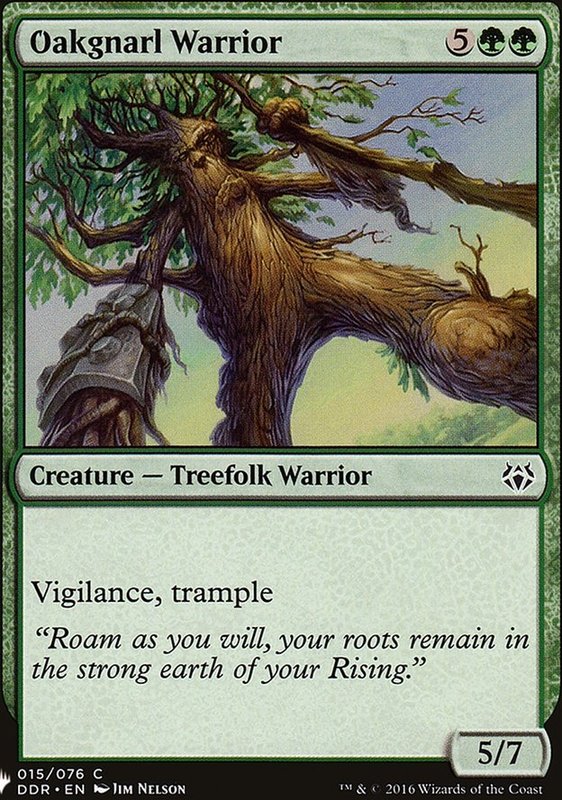 Oakgnarl Warrior 5
Creature — Treefolk Warrior
Vigilance, trample
“Roam as you will, your roots remain in
the strong earth of your Rising.”
5/7
015/076 C
DDR • EN Jim Nelson
™ & © 2016 Wizards of the Coast